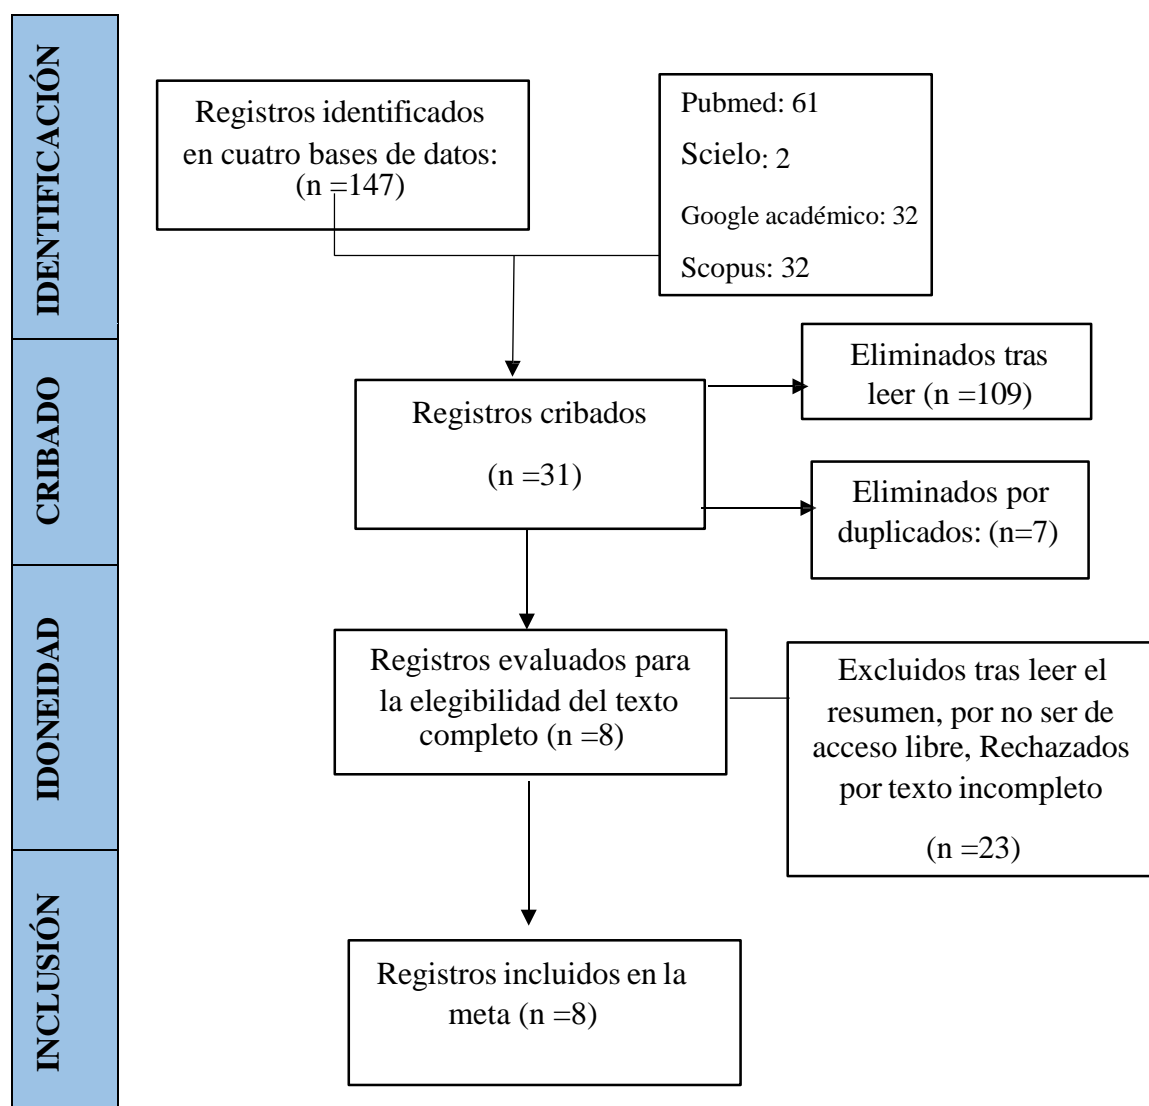 IDENTIFICACIÓN
Registros identificados
en cuatro bases de datos:
(n =147)
Pubmed: 61
Scielo: 2
Google académico: 32
Scopus: 32
CRIBADO
Registros cribados
(n =31)
Eliminados tras
leer (n =109)
Eliminados por
duplicados: (n=7)
IDONEIDAD
Registros evaluados para
la elegibilidad del texto
completo (n =8)
Excluidos tras leer el
resumen, por no ser de
acceso libre, Rechazados
por texto incompleto
(n =23)
INCLUSIÓN
Registros incluidos en la
meta (n =8)